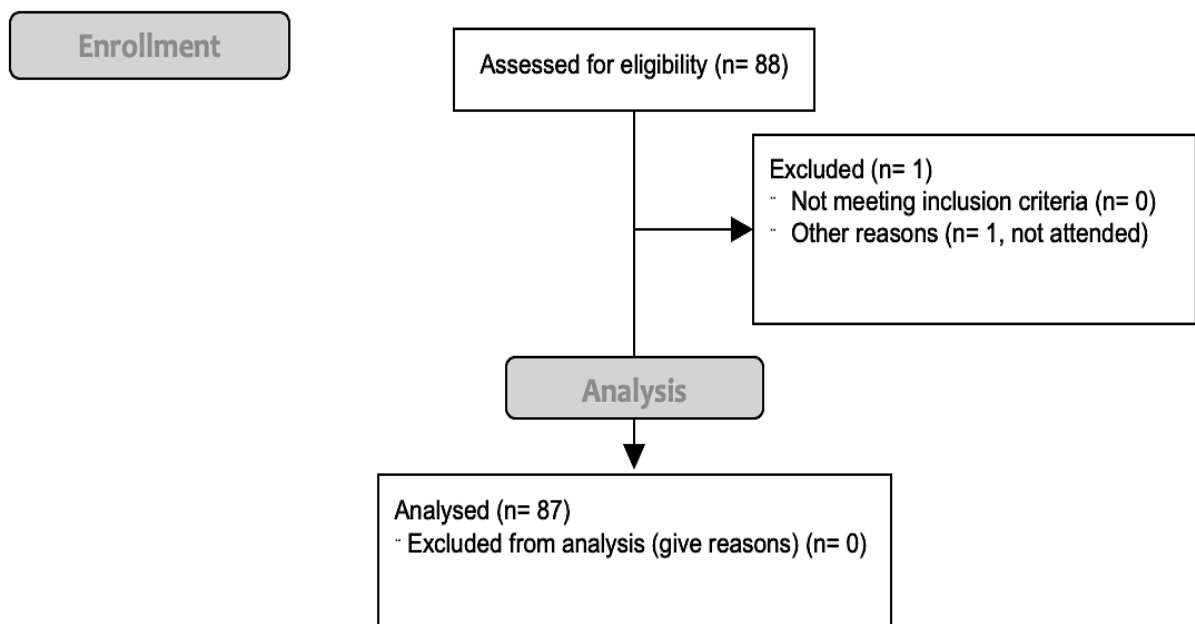 Enrollment
Assessed for eligibility (n= 88)
Excluded (n= 1)
¨ Not meeting inclusion criteria (n= 0)
¨ Other reasons (n= 1, not attended)
Analysis
Analysed (n= 87)
¨ Excluded from analysis (give reasons) (n= 0)